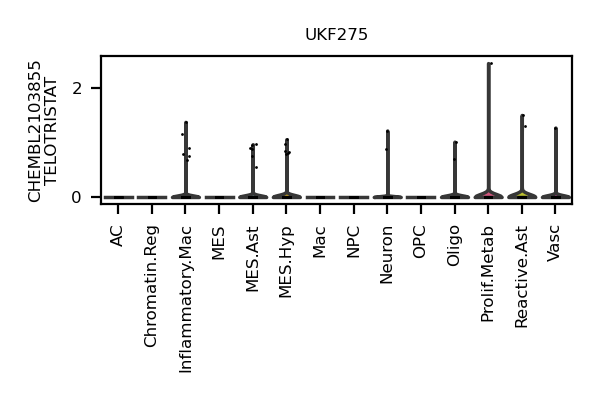 UKF275
CHEMBL2103855
TELOTRISTAT
2
0
AC
Chromatin.Reg
Inflammatory.Mac
MES
MES.Ast
MES.Hyp
Mac
NPC
Neuron
OPC
Oligo
Prolif.Metab
Reactive.Ast
Vasc